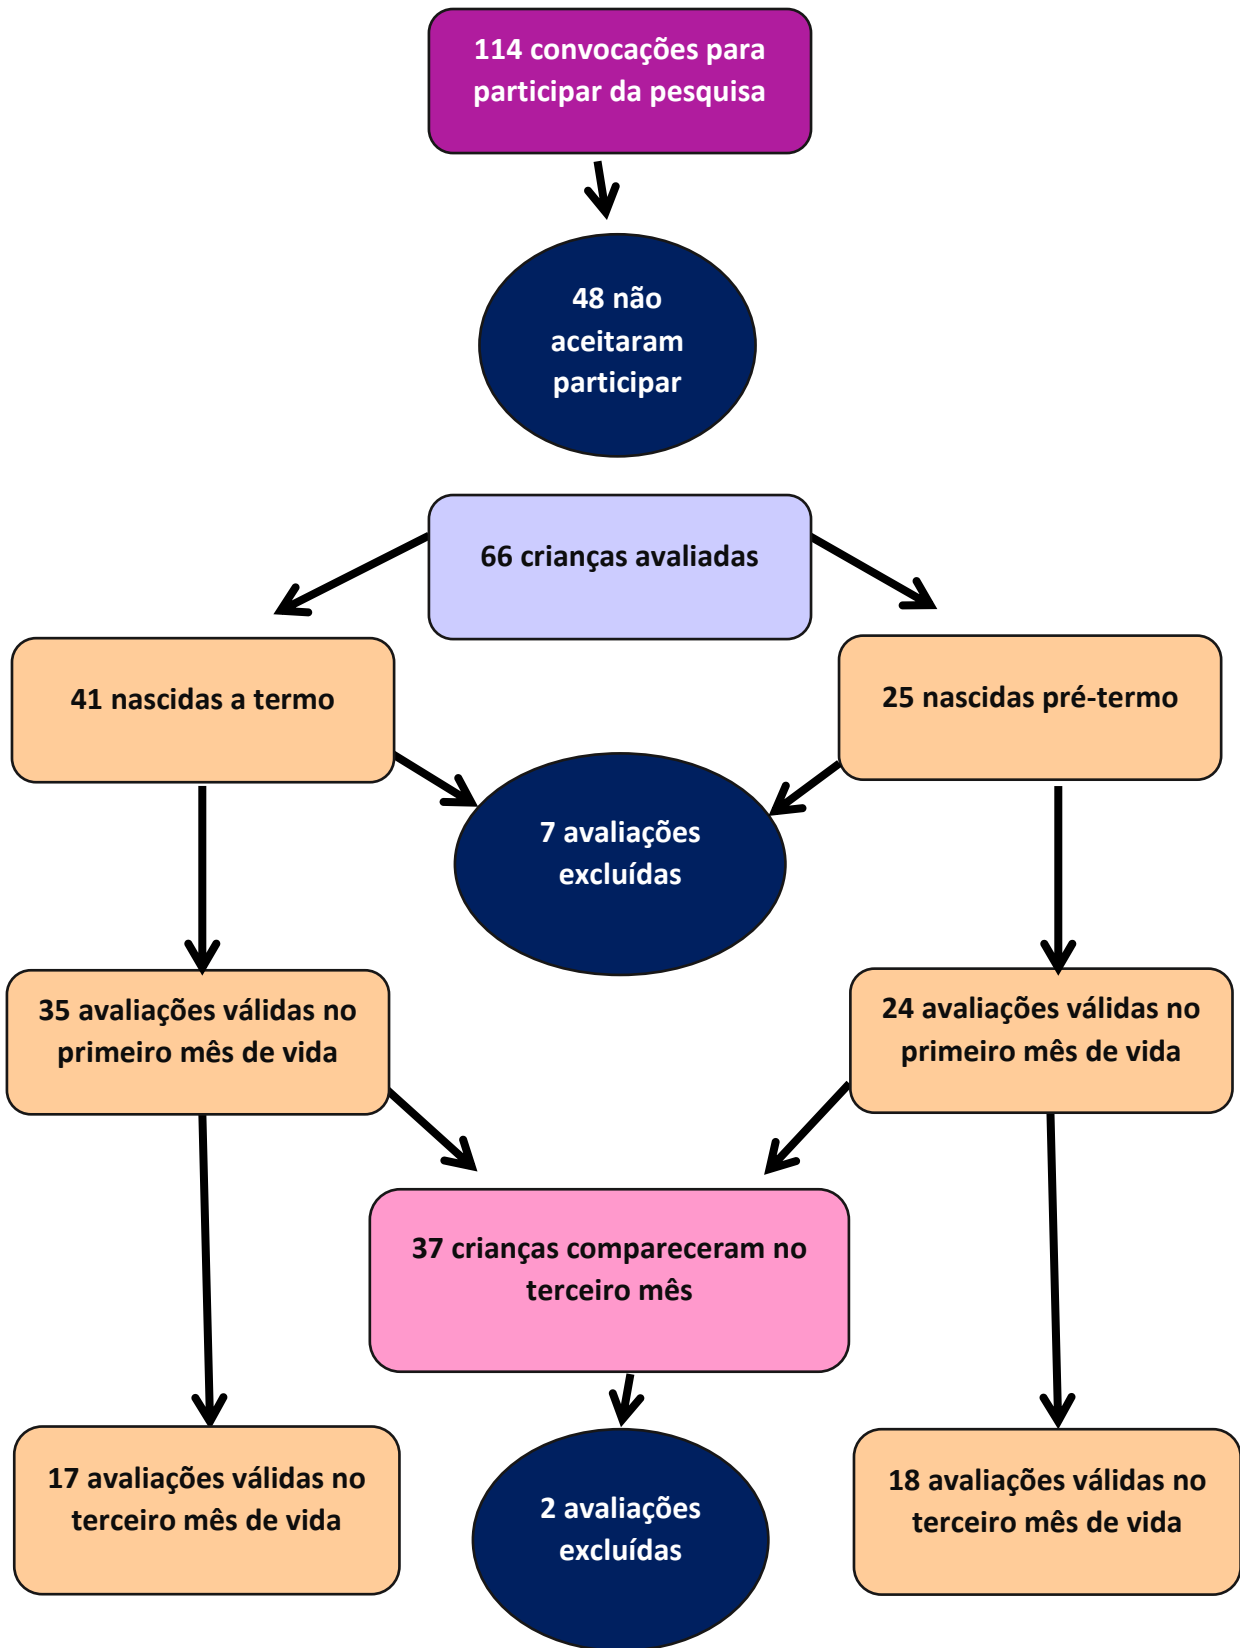 114 convocações para
participar da pesquisa
48 não
aceitaram
participar
66 crianças avaliadas
41 nascidas a termo
25 nascidas pré-termo
7 avaliações
excluídas
35 avaliações válidas no
primeiro mês de vida
24 avaliações válidas no
primeiro mês de vida
37 crianças compareceram no
terceiro mês
17 avaliações válidas no
terceiro mês de vida
2 avaliações
excluídas
18 avaliações válidas no
terceiro mês de vida